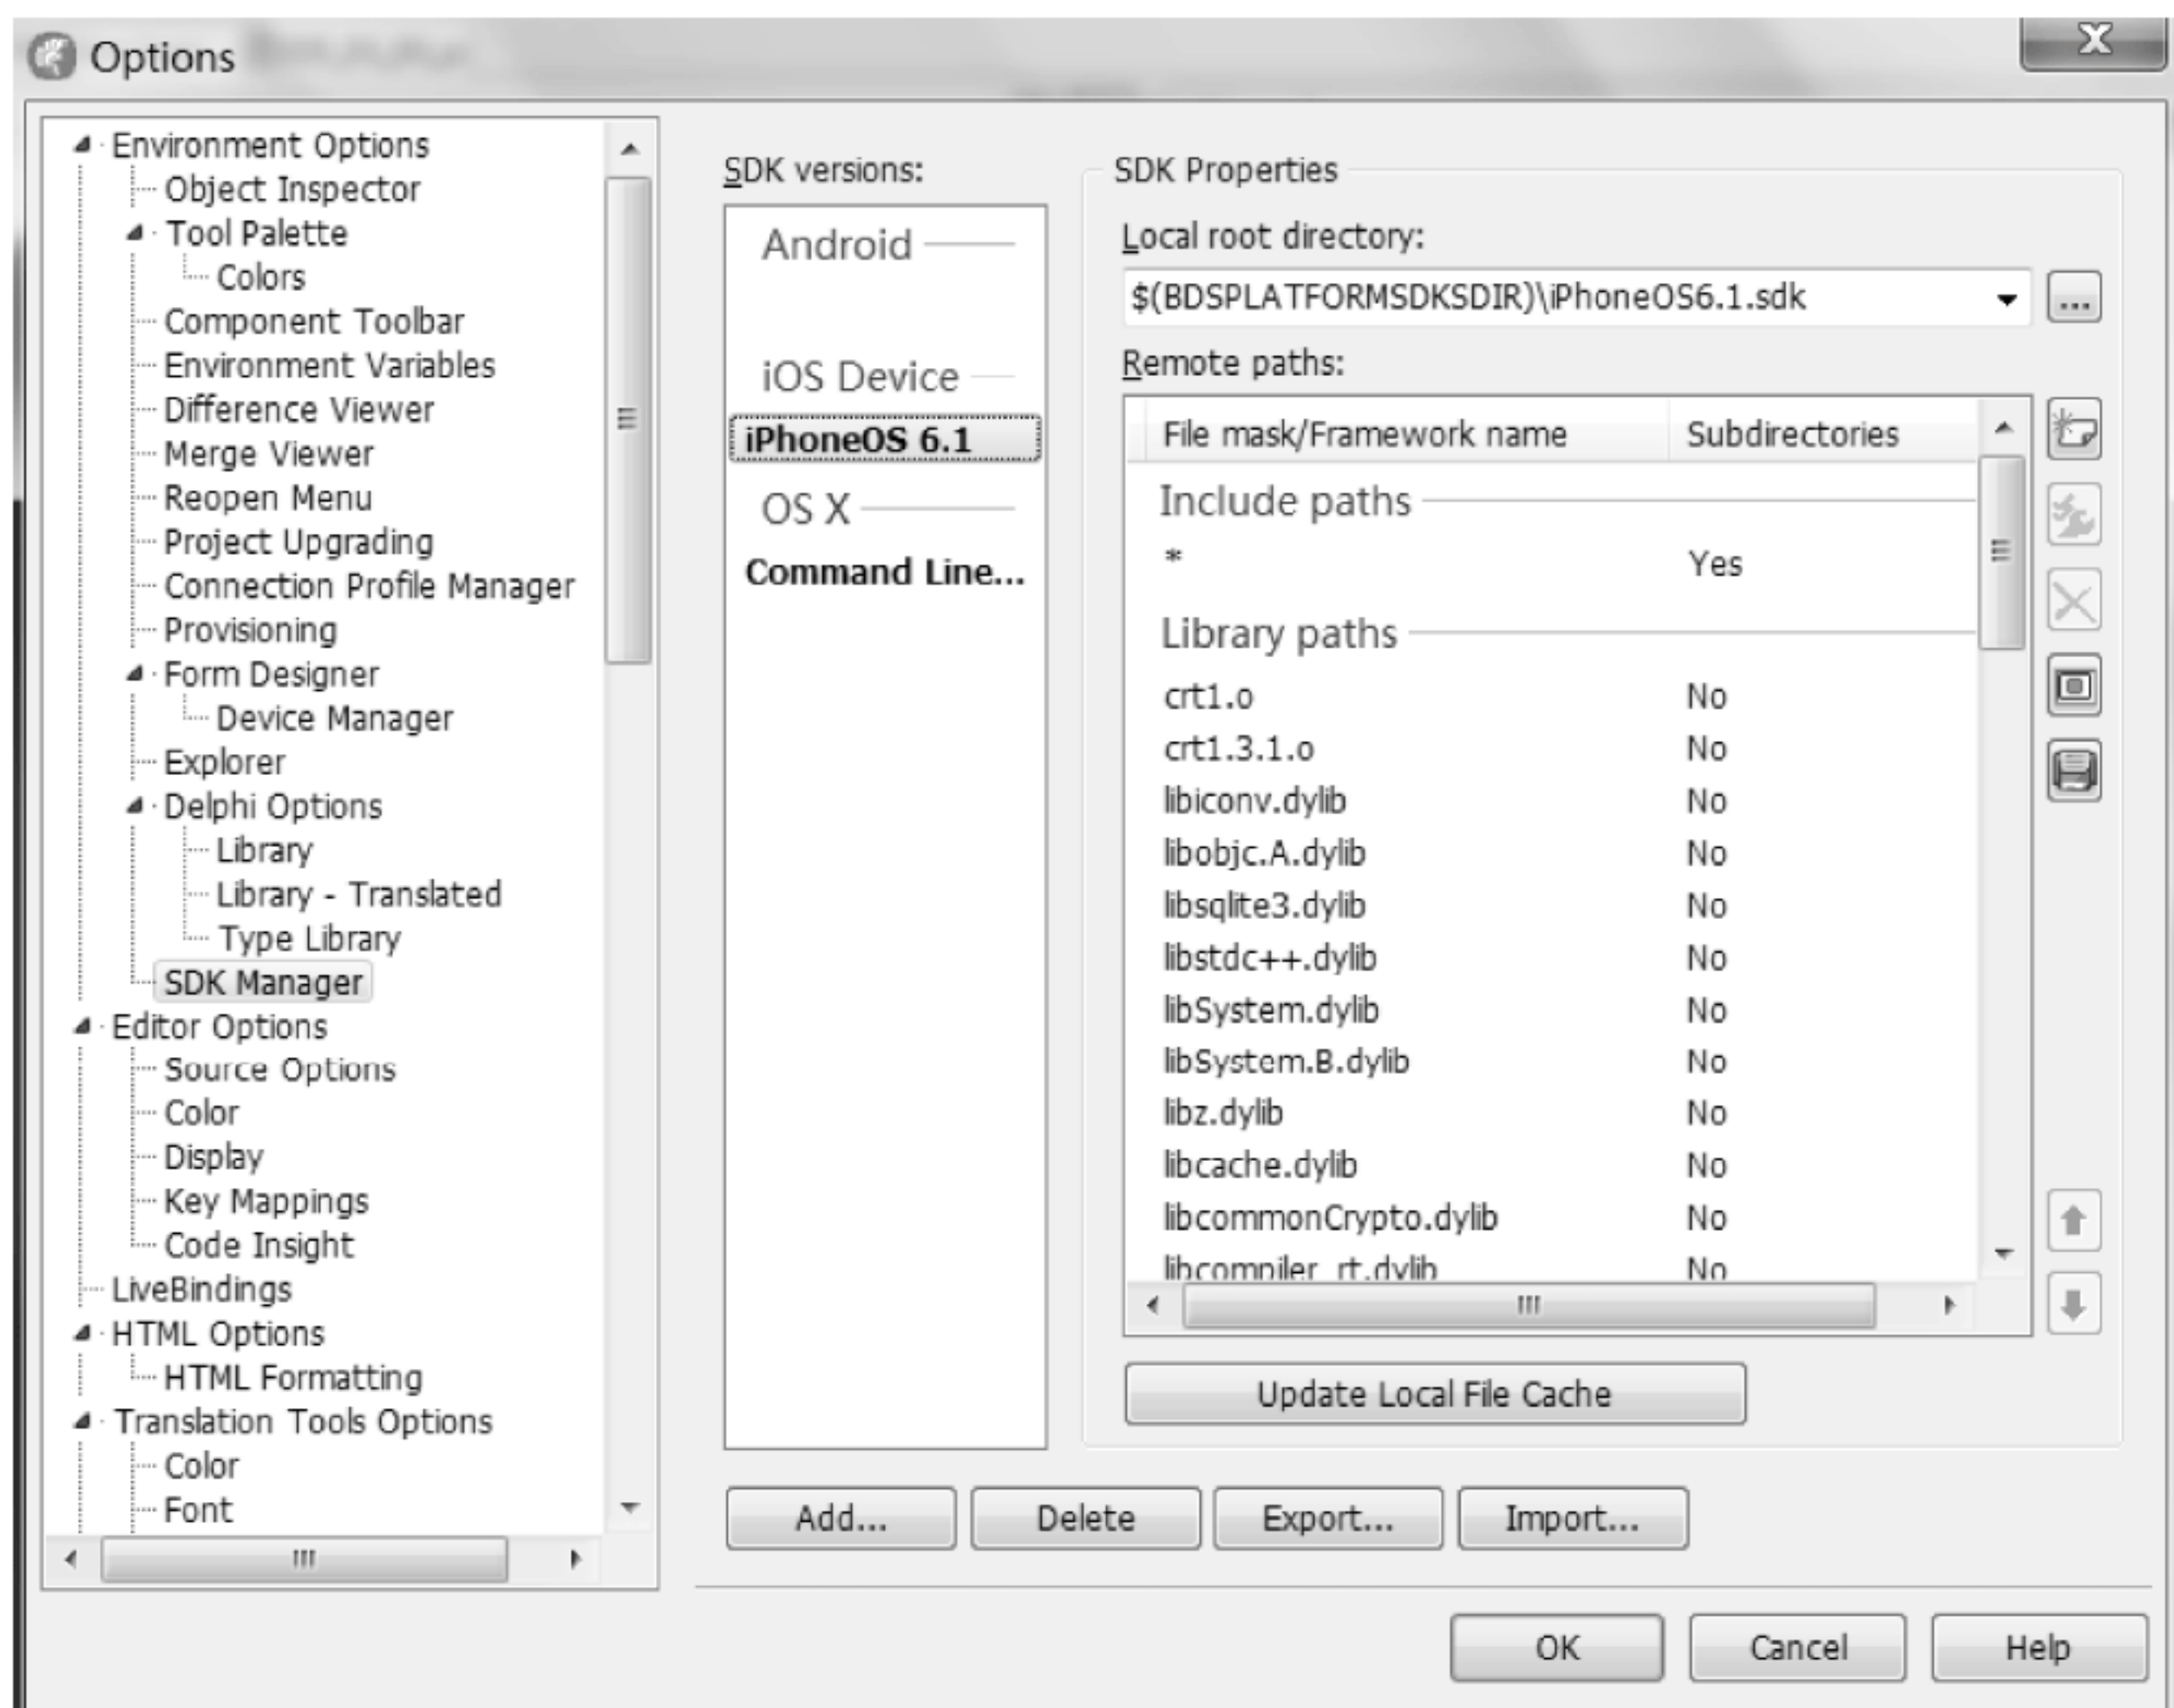 Options
Environment Options
Object Inspector
Tool Palette
Colors
Component Toolbar
Environment Variables
Difference Viewer
Merge Viewer
Reopen Menu
Project Upgrading
Connection Profile Manager
Provisioning
Form Designer
Device Manager
Explorer
Delphi Options
Library
Library - Translated
Type Library
SDK Manager
Editor Options
Source Options
Color
Display
Key Mappings
Code Insight
LiveBindings
HTML Options
HTML Formatting
Translation Tools Options
Color
Font
SDK versions:
Android
iOS Device
iPhoneOS 6.1
OS X
Command Line...
SDK Properties
Local root directory:
$(BDSPLATFORMSDKSDIR)\iPhoneOS6.1.sdk
...
Remote paths:
File mask/Framework name Subdirectories
Include paths
* Yes
Library paths
crt1.o No
crt1.3.1.o No
libiconv.dylib No
libobjc.A.dylib No
libsqlite3.dylib No
libstdc++.dylib No
libSystem.dylib No
libSystem.B.dylib No
libz.dylib No
libcache.dylib No
libcommonCrypto.dylib No
libcompiler_rt.dylib No
Update Local File Cache
Add... Delete Export... Import...
OK Cancel Help